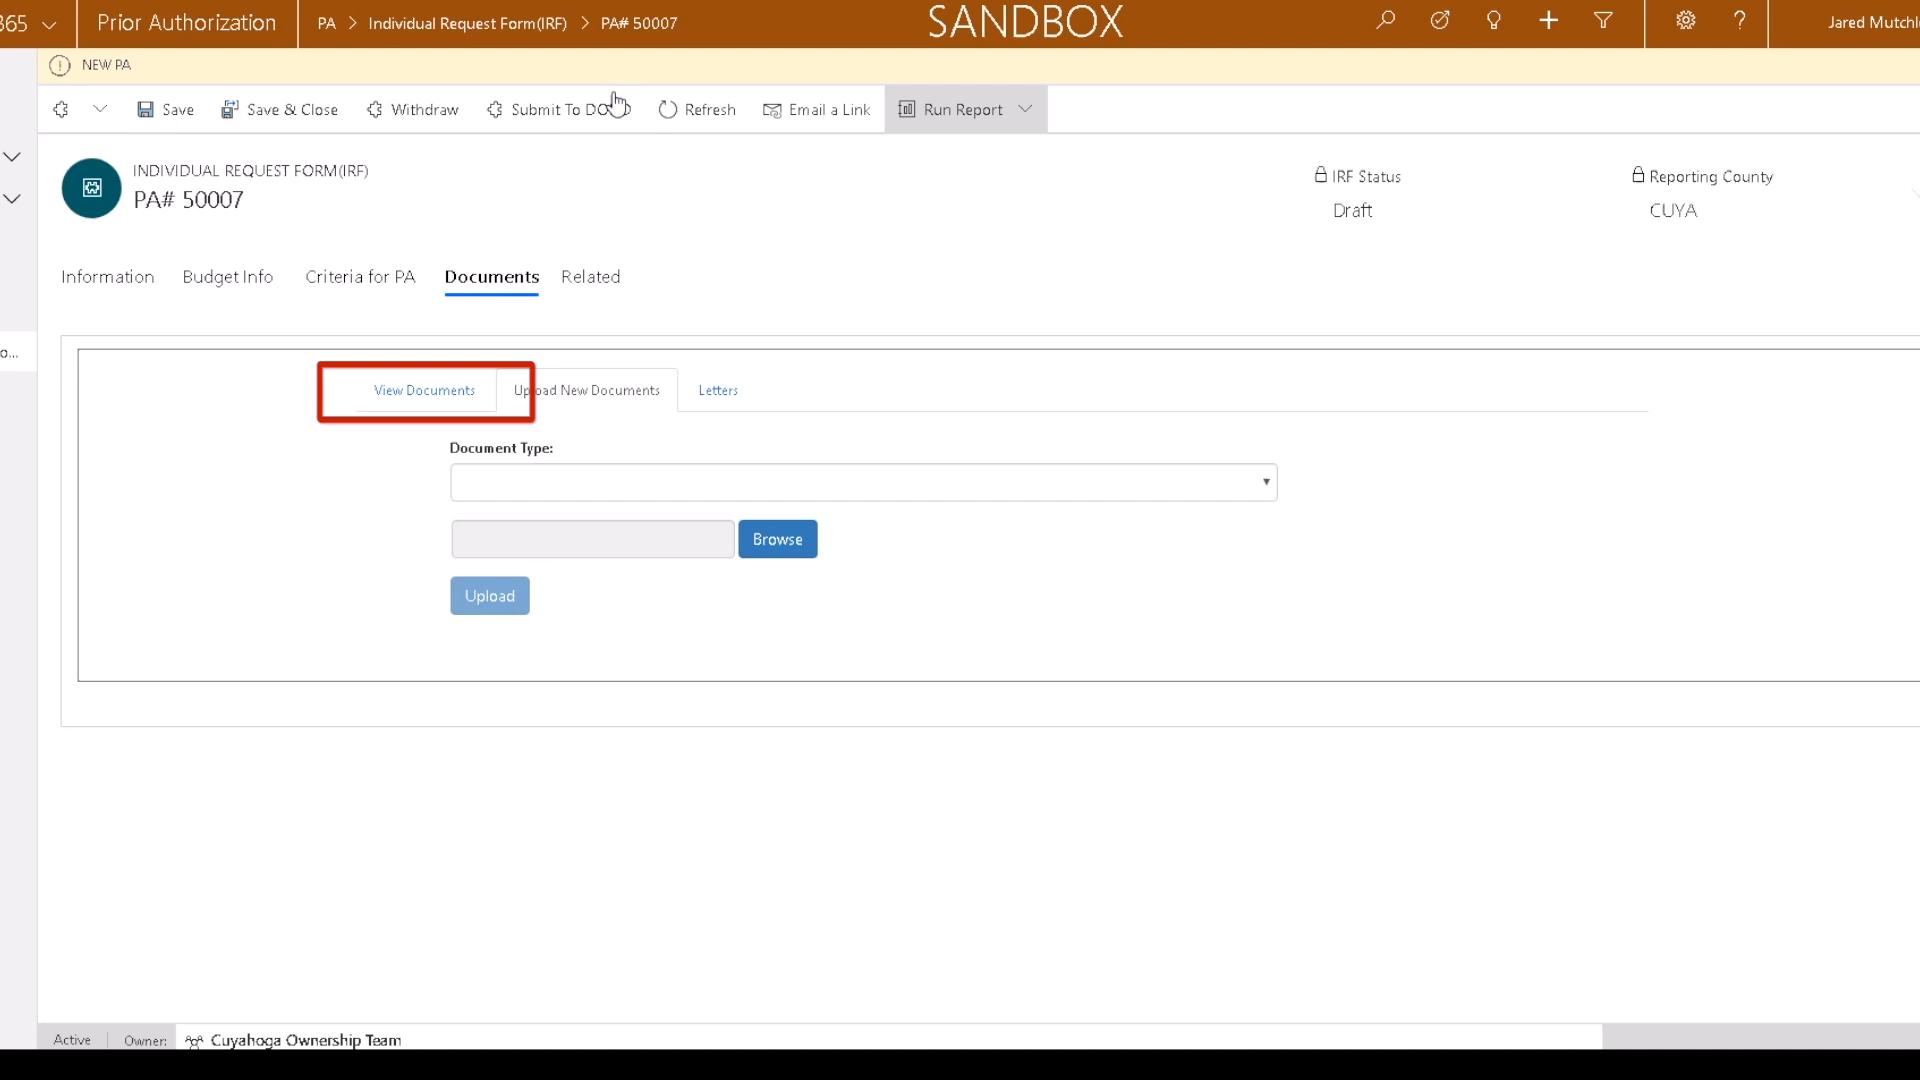 365
Prior Authorization
PA > Individual Request Form(IRF) > PA# 50007
SANDBOX
?
Jared
NEW PA
Save
Save & Close
Withdraw
Submit To
Refresh
Email a Link
Run Report
INDIVIDUAL REQUEST FORM(IRF)
PA# 50007
IRF Status
Draft
Reporting County
CUYA
Information
Budget Info
Criteria for PA
Documents
Related
o...
View Documents
Upload New Documents
Letters
Document Type:
Browse
Upload
Active
Owner:
Cuyahoga Ownership Team